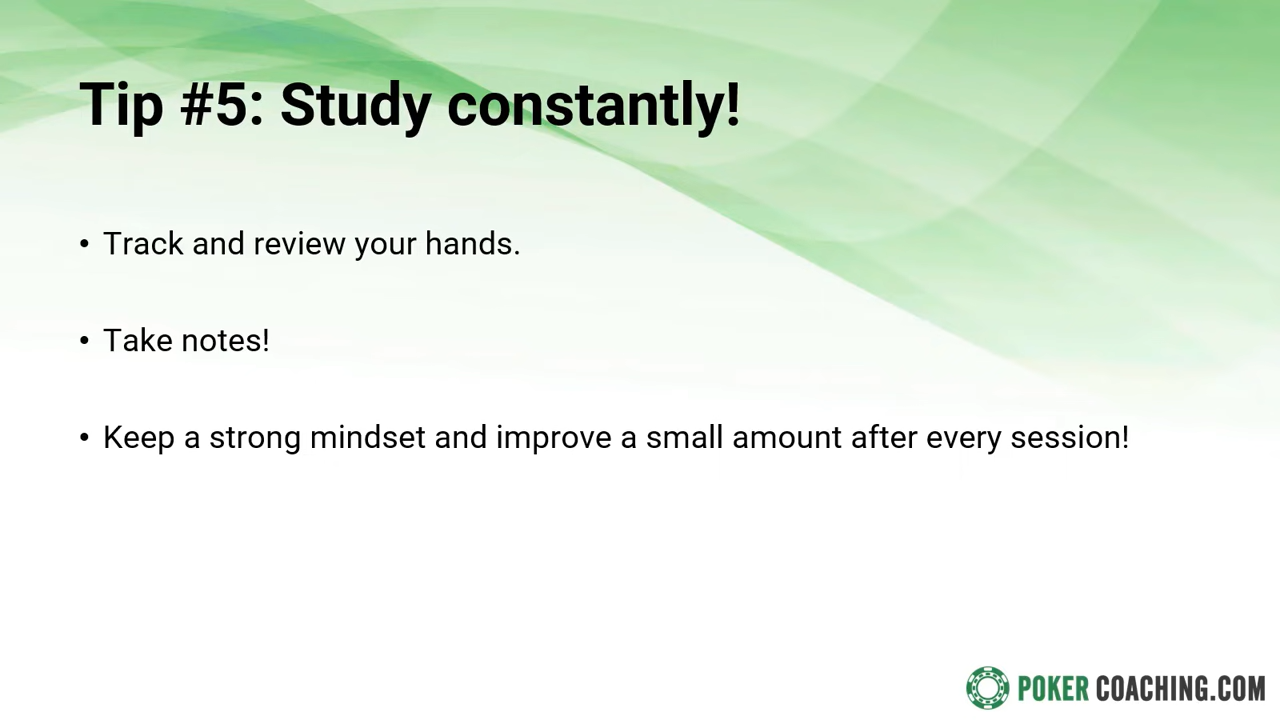 Tip #5: Study constantly!
• Track and review your hands.
• Take notes!
• Keep a strong mindset and improve a small amount after every session!
POKER COACHING.COM